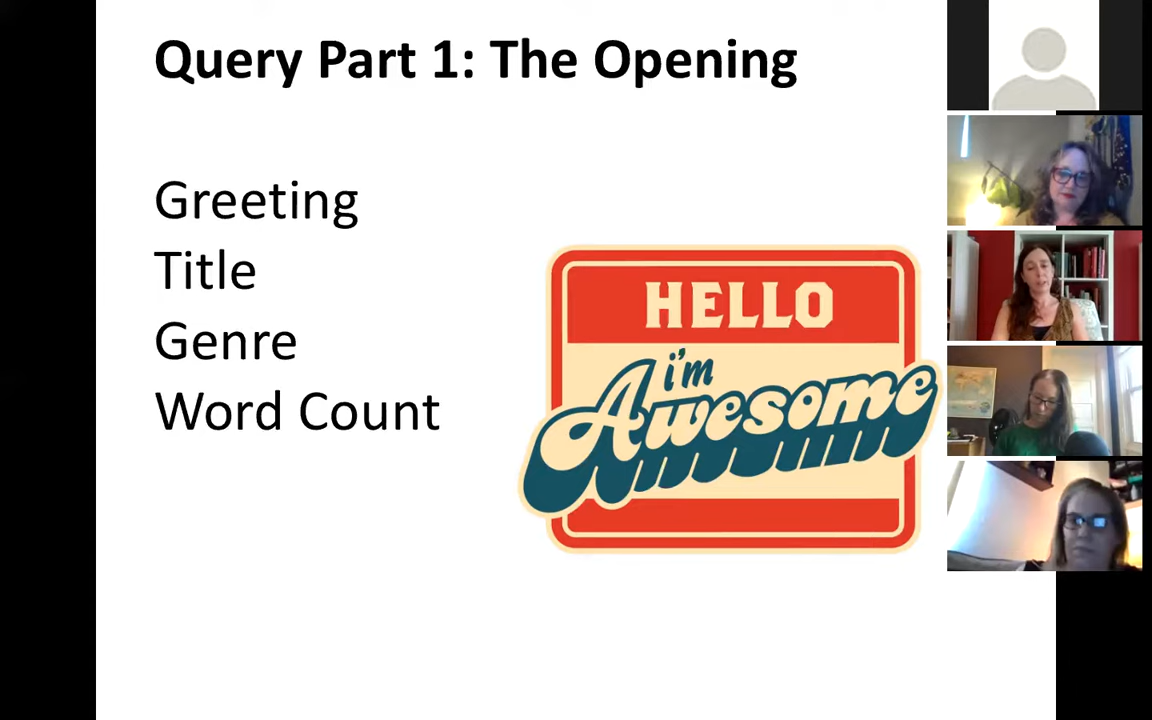 Query Part 1: The Opening
Greeting
Title
Genre
Word Count
HELLO
i'm
Awesome